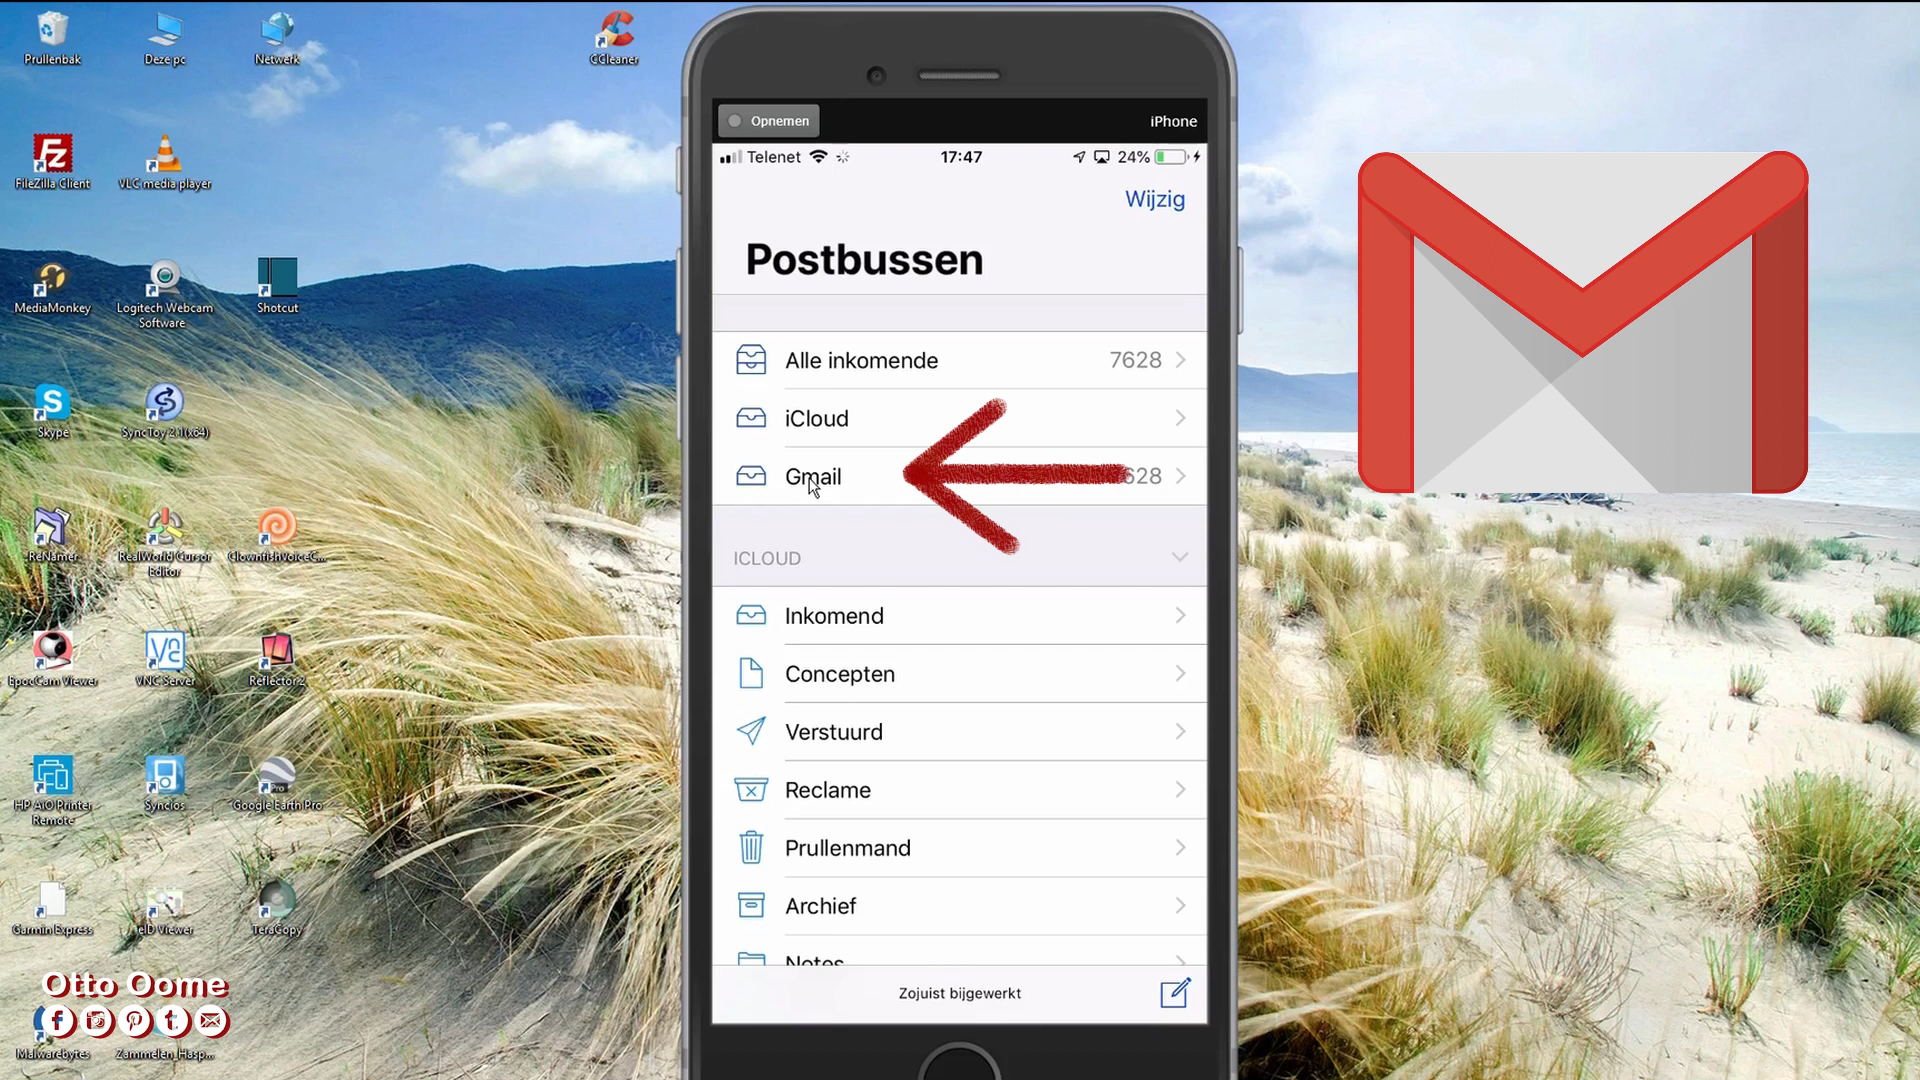 Prullenbak
Deze pc
Netwerk
CCleaner
FileZilla Client
VLC media player
MediaMonkey
Logitech Webcam
Software
Shotcut
Skype
SyncToy 2.1(x64)
ReNamer
RealWorld Cursor
Editor
ClownfishVoiceC...
EpocCam Viewer
VNC Server
Reflector 2
HP AiO Printer
Remote
Syncios
Google Earth Pro
Garmin Express
eID Viewer
TeraCopy
Otto Oome
Malwarebytes
Zammelen_Hasp...
Opnemen
iPhone
Telenet
17:47
24%
Wijzig
Postbussen
Alle inkomende
7628
iCloud
Gmail
628
ICLOUD
Inkomend
Concepten
Verstuurd
Reclame
Prullenmand
Archief
Notes
Zojuist bijgewerkt